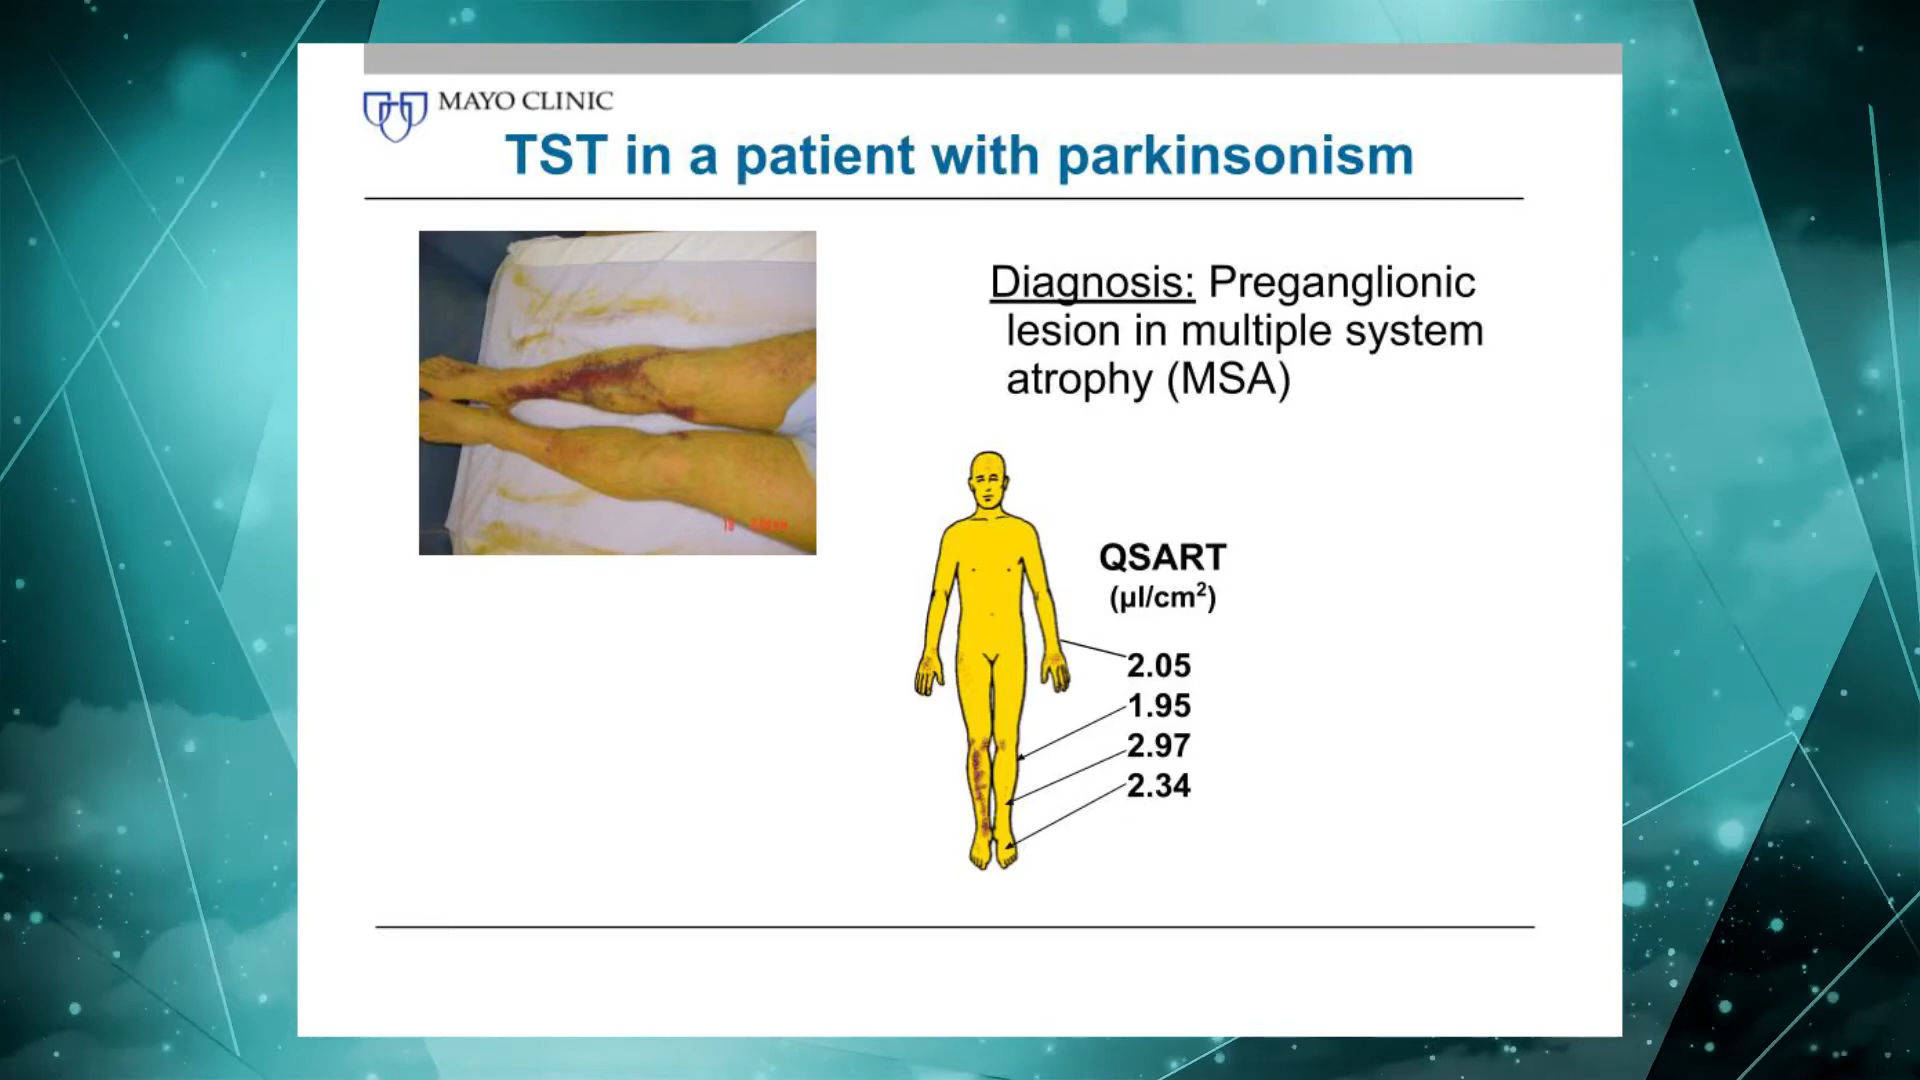 MAYO CLINIC
TST in a patient with parkinsonism
Diagnosis: Preganglionic
lesion in multiple system
atrophy (MSA)
QSART
(µl/cm²)
2.05
1.95
2.97
2.34